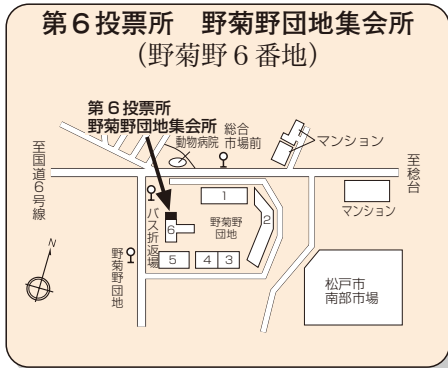 第６投票所　野菊野団地集会所
（野菊野６番地）
第６投票所
野菊野団地集会所
動物病院
総合
市場前
マンション
至国道６号線
至稔台
バス折返場
1
2
野菊野
団地
マンション
6
5
4
3
野菊野団地
N
松戸市
南部市場